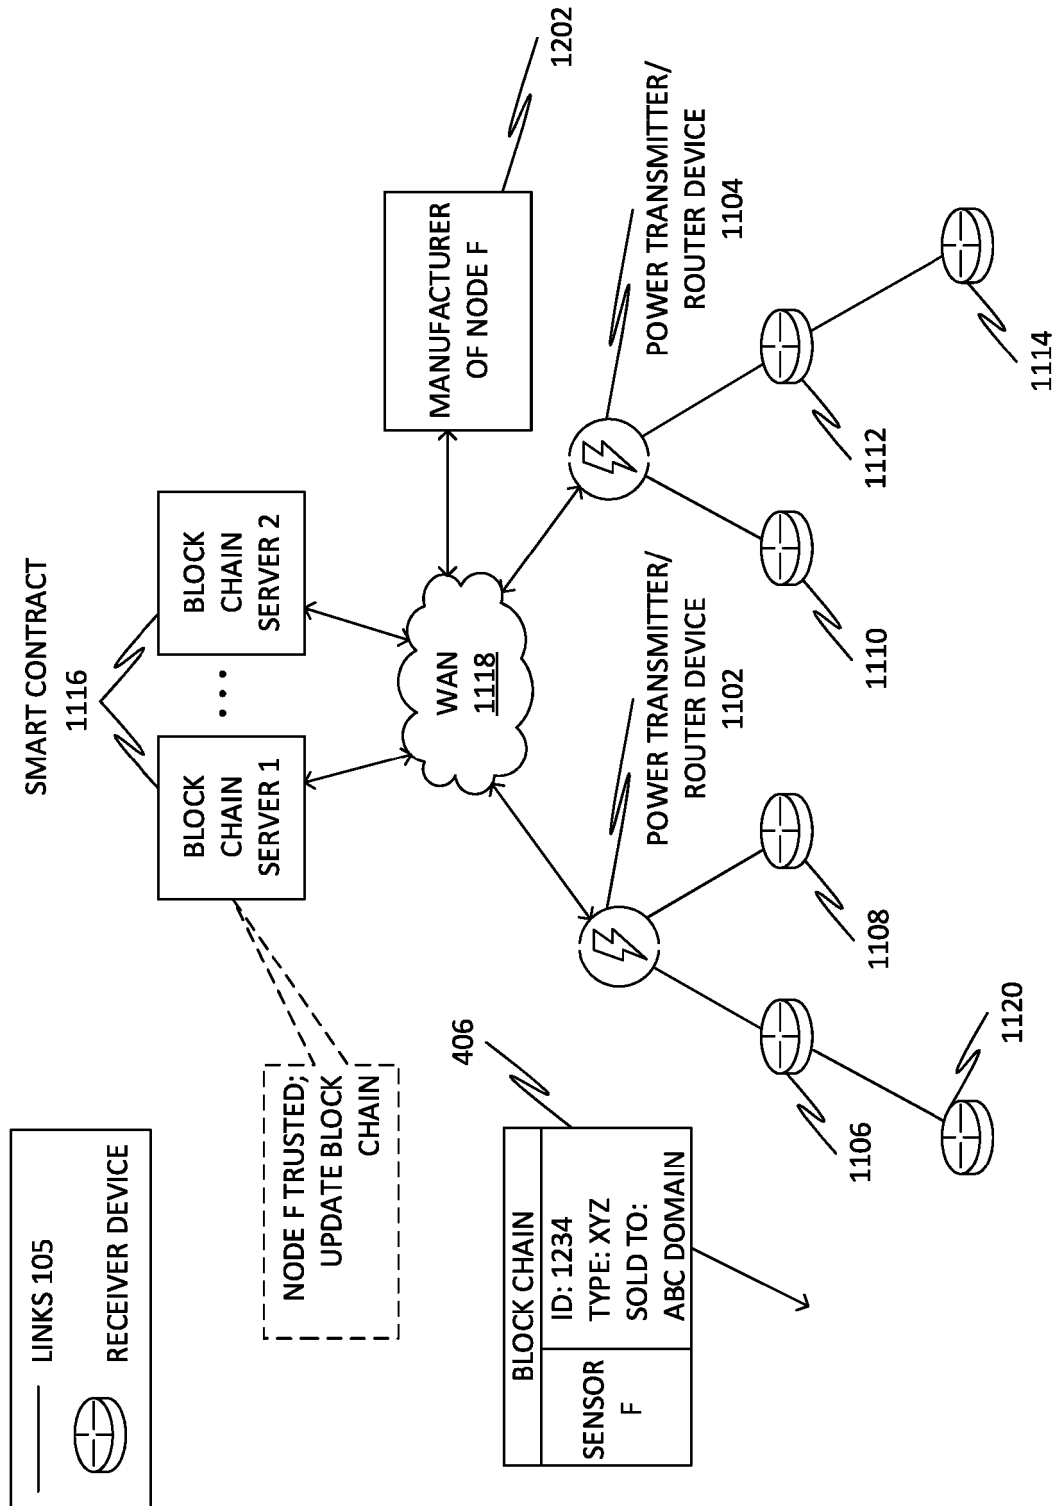 LINKS 105
RECEIVER DEVICE
SMART CONTRACT
1116
BLOCK
CHAIN
SERVER 1
BLOCK
CHAIN
SERVER 2
NODE F TRUSTED;
UPDATE BLOCK
CHAIN
WAN
1118
MANUFACTURER
OF NODE F
1202
406
BLOCK CHAIN
SENSOR
F
ID: 1234
TYPE: XYZ
SOLD TO:
ABC DOMAIN
POWER TRANSMITTER/
ROUTER DEVICE
1102
POWER TRANSMITTER/
ROUTER DEVICE
1104
1106
1108
1110
1112
1120
1114